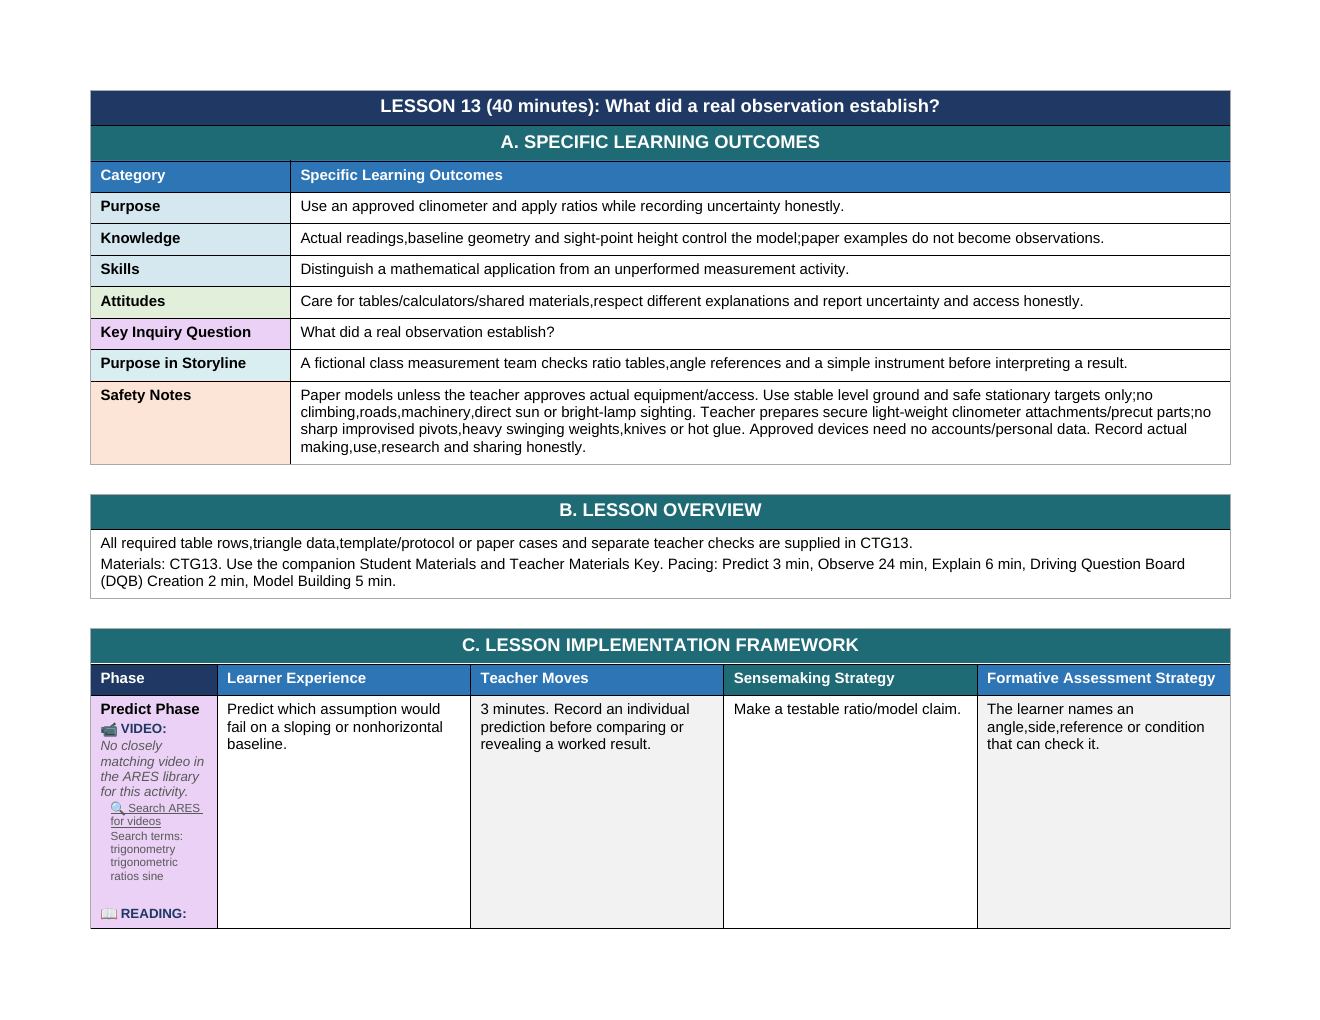 LESSON 13 (40 minutes): What did a real observation establish?
A. SPECIFIC LEARNING OUTCOMES
Category
Specific Learning Outcomes
Purpose
Use an approved clinometer and apply ratios while recording uncertainty honestly.
Knowledge
Actual readings,baseline geometry and sight-point height control the model;paper examples do not become observations.
Skills
Distinguish a mathematical application from an unperformed measurement activity.
Attitudes
Care for tables/calculators/shared materials,respect different explanations and report uncertainty and access honestly.
Key Inquiry Question
What did a real observation establish?
Purpose in Storyline
A fictional class measurement team checks ratio tables,angle references and a simple instrument before interpreting a result.
Safety Notes
Paper models unless the teacher approves actual equipment/access. Use stable level ground and safe stationary targets only;no
climbing,roads,machinery,direct sun or bright-lamp sighting. Teacher prepares secure light-weight clinometer attachments/precut parts;no
sharp improvised pivots,heavy swinging weights,knives or hot glue. Approved devices need no accounts/personal data. Record actual
making,use,research and sharing honestly.
B. LESSON OVERVIEW
All required table rows,triangle data,template/protocol or paper cases and separate teacher checks are supplied in CTG13.
Materials: CTG13. Use the companion Student Materials and Teacher Materials Key. Pacing: Predict 3 min, Observe 24 min, Explain 6 min, Driving Question Board
(DQB) Creation 2 min, Model Building 5 min.
C. LESSON IMPLEMENTATION FRAMEWORK
Phase
Learner Experience
Teacher Moves
Sensemaking Strategy
Formative Assessment Strategy
Predict Phase
VIDEO:
No closely
matching video in
the ARES library
for this activity.
Search ARES
for videos
Search terms:
trigonometry
trigonometric
ratios sine
READING:
Predict which assumption would
fail on a sloping or nonhorizontal
baseline.
3 minutes. Record an individual
prediction before comparing or
revealing a worked result.
Make a testable ratio/model claim.
The learner names an
angle,side,reference or condition
that can check it.